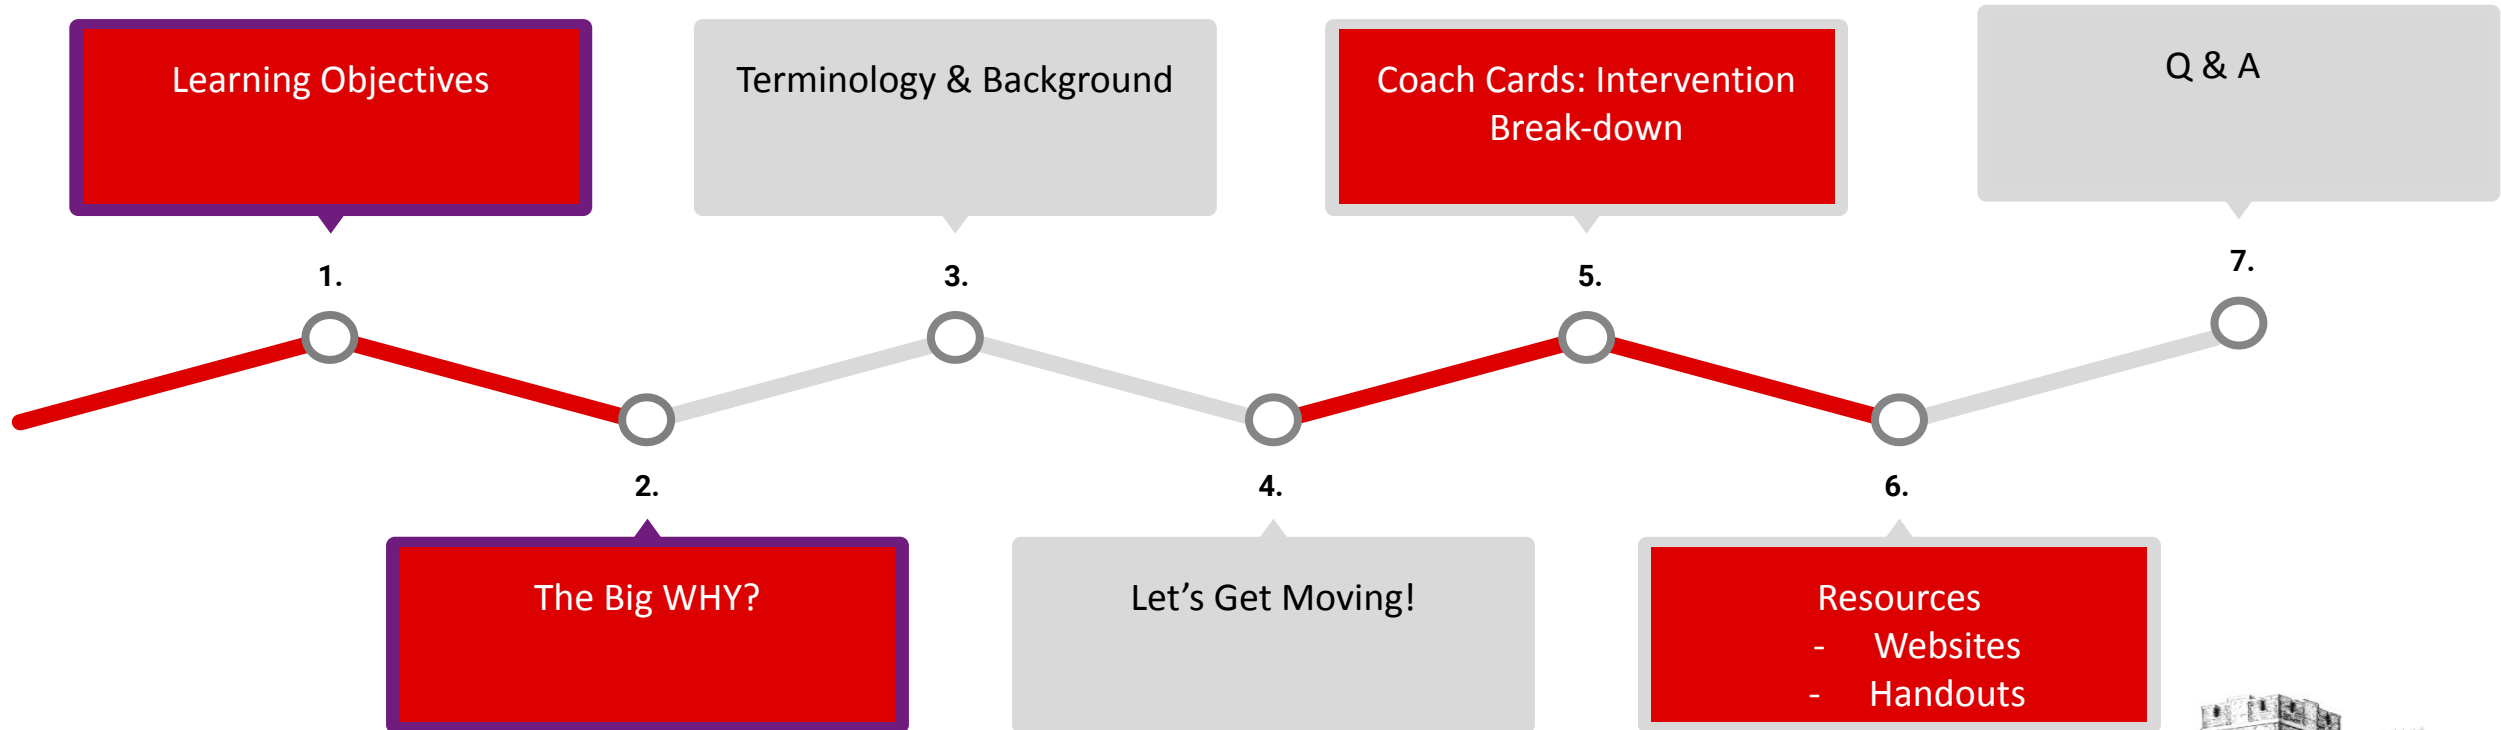 Learning Objectives
1.
The Big WHY?
2.
Terminology & Background
3.
Let’s Get Moving!
4.
Coach Cards: Intervention
Break-down
5.
Resources
- Websites
- Handouts
6.
Q & A
7.